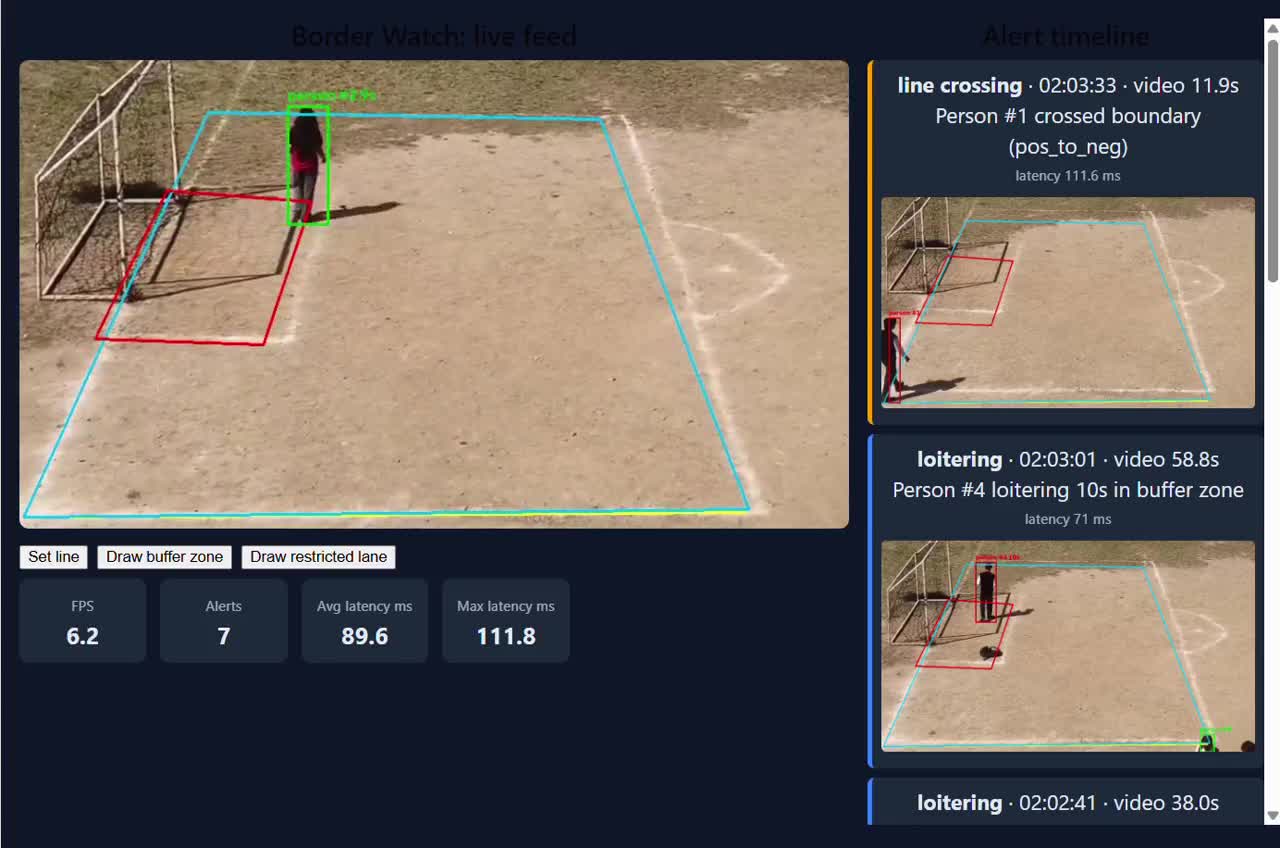 Border Watch: live feed
Alert timeline
line crossing · 02:03:33 · video 11.9s
Person #1 crossed boundary
(pos_to_neg)
latency 111.6 ms
loitering · 02:03:01 · video 58.8s
Person #4 loitering 10s in buffer zone
latency 71 ms
loitering · 02:02:41 · video 38.0s
Set line
Draw buffer zone
Draw restricted lane
FPS
6.2
Alerts
7
Avg latency ms
89.6
Max latency ms
111.8